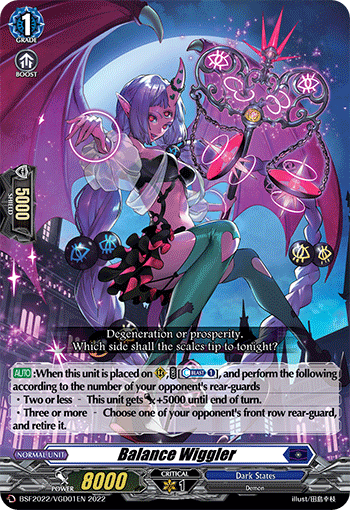 1
GRADE
BOOST
5000
SHIELD
Degeneration or prosperity.
Which side shall the scales tip to tonight?
AUTO :When this unit is placed on , [ BLAST 1], and perform the following
according to the number of your opponent's rear-guards
・Two or less - This unit gets +5000 until end of turn.
・Three or more - Choose one of your opponent's front row rear-guard,
and retire it.
NORMAL UNIT
Balance Wiggler
POWER 8000
CRITICAL
1
Dark States
Demon
BSF2022/VGD01EN 2022
illust/田島幸枝